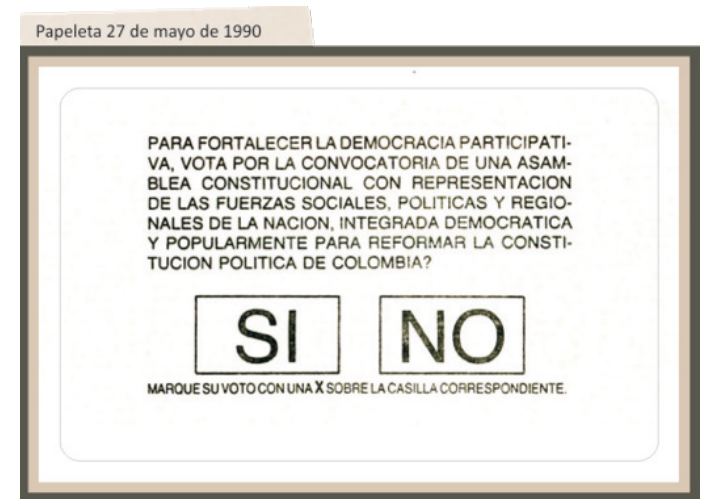 Papeleta 27 de mayo de 1990
PARA FORTALECER LA DEMOCRACIA PARTICIPATI-
VA, VOTA POR LA CONVOCATORIA DE UNA ASAM-
BLEA CONSTITUCIONAL CON REPRESENTACION
DE LAS FUERZAS SOCIALES, POLITICAS Y REGIO-
NALES DE LA NACION, INTEGRADA DEMOCRATICA
Y POPULARMENTE PARA REFORMAR LA CONSTI-
TUCION POLITICA DE COLOMBIA?
SI NO
MARQUE SU VOTO CON UNA X SOBRE LA CASILLA CORRESPONDIENTE.